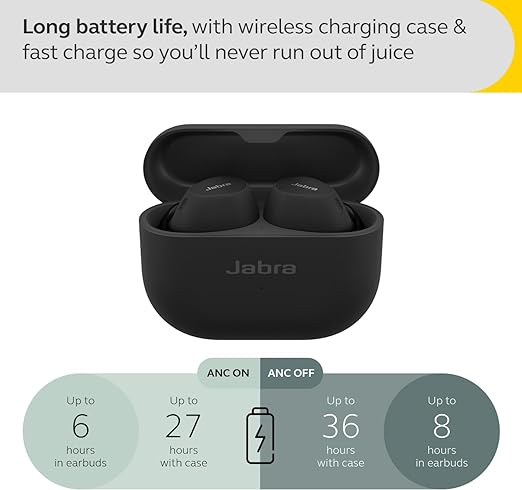 Long battery life, with wireless charging case &
fast charge so you'll never run out of juice
Jabra Jabra
Jabra
ANC ON ANC OFF
Up to
6
hours
in earbuds
Up to
27
hours
with case
Up to
36
hours
with case
Up to
8
hours
in earbuds